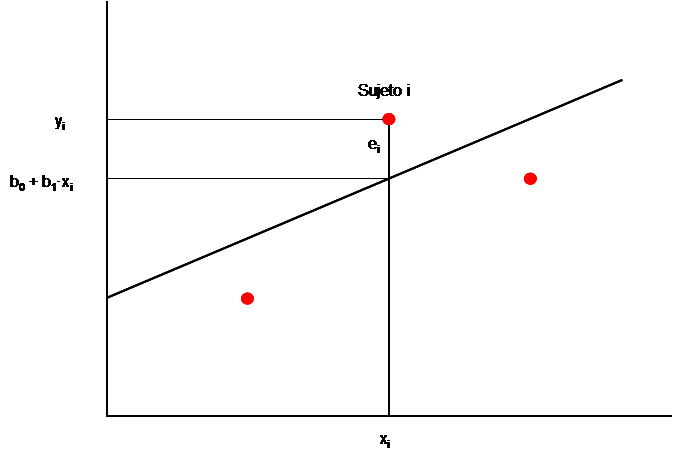 Sujeto i
yᵢ
eᵢ
b₀ + b₁·xᵢ
xᵢ